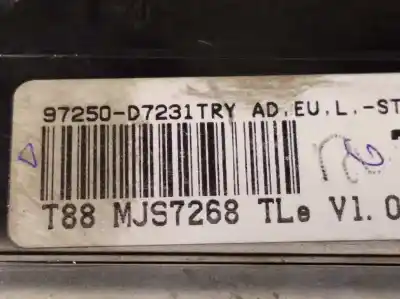 97250-D7231TRY AD.EU.L.-ST
T88 MJS7268 TLe V1.0